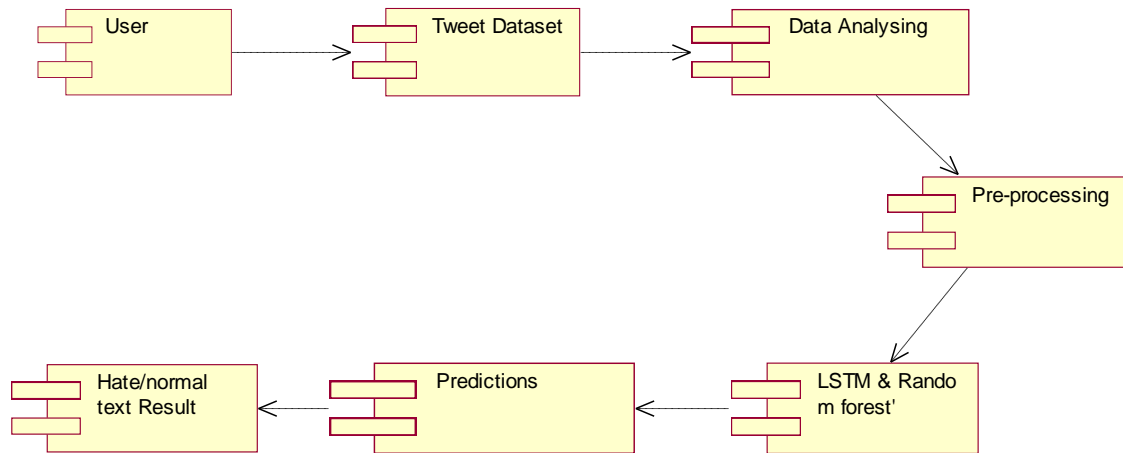 User
Tweet Dataset
Data Analysing
Pre-processing
LSTM & Rando
m forest'
Predictions
Hate/normal
text Result